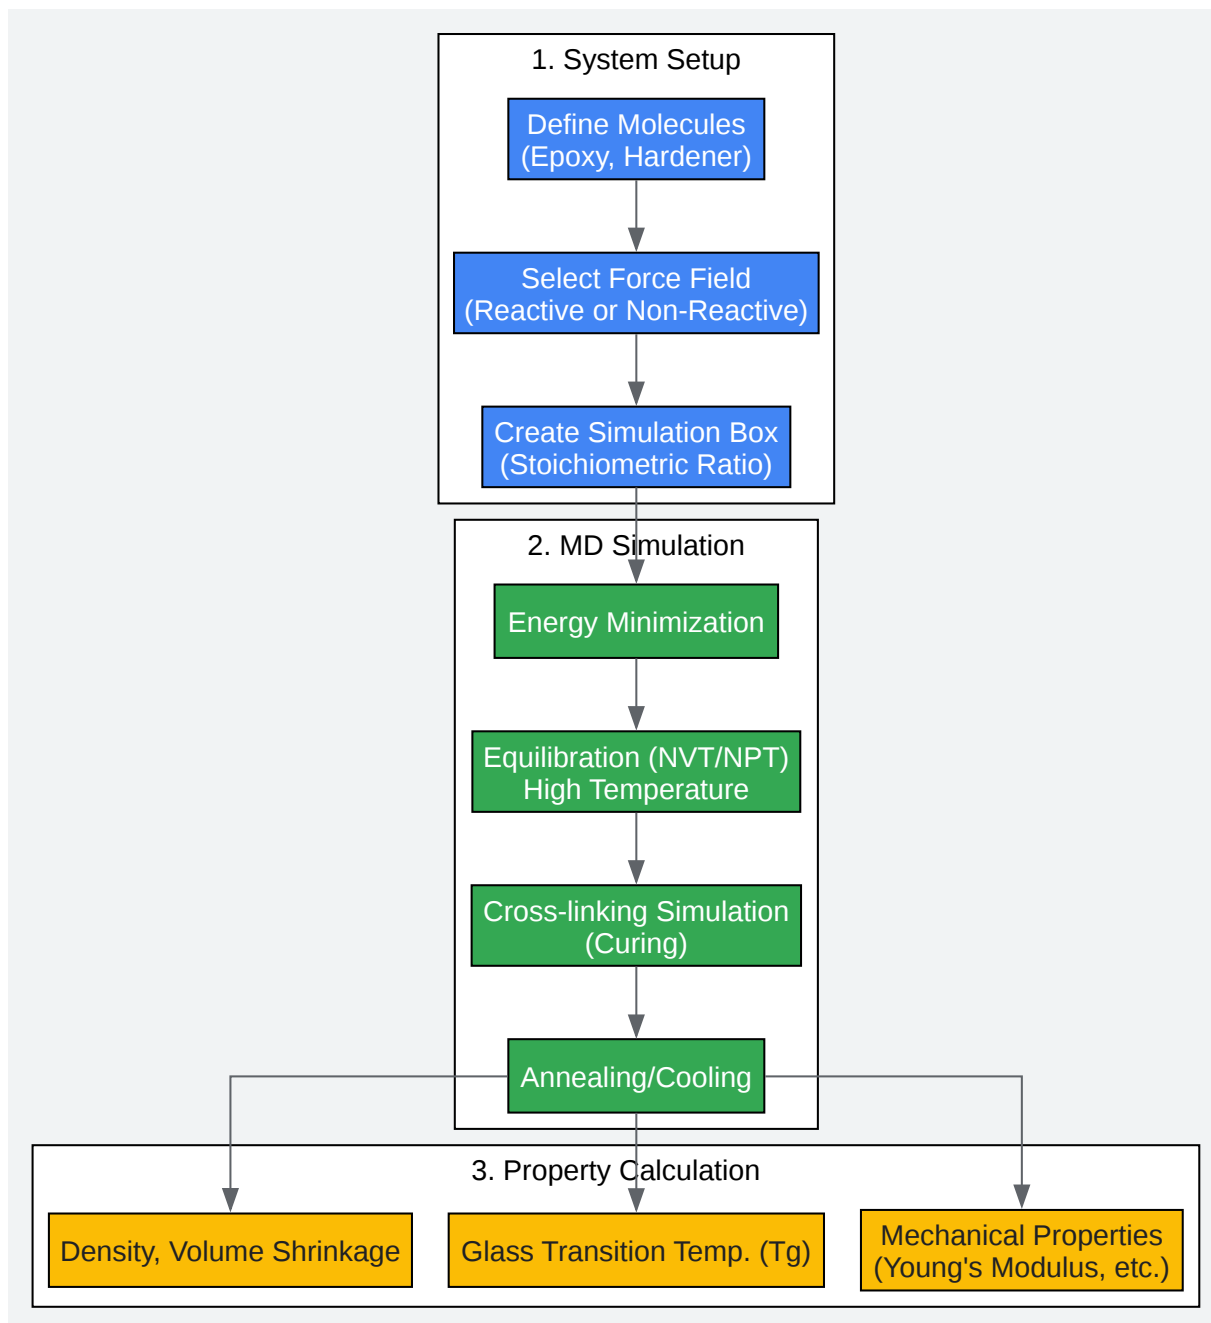 1. System Setup
Define Molecules
(Epoxy, Hardener)
Select Force Field
(Reactive or Non-Reactive)
Create Simulation Box
(Stoichiometric Ratio)
2. MD Simulation
Energy Minimization
Equilibration (NVT/NPT)
High Temperature
Cross-linking Simulation
(Curing)
Annealing/Cooling
3. Property Calculation
Density, Volume Shrinkage
Glass Transition Temp. (Tg)
Mechanical Properties
(Young's Modulus, etc.)